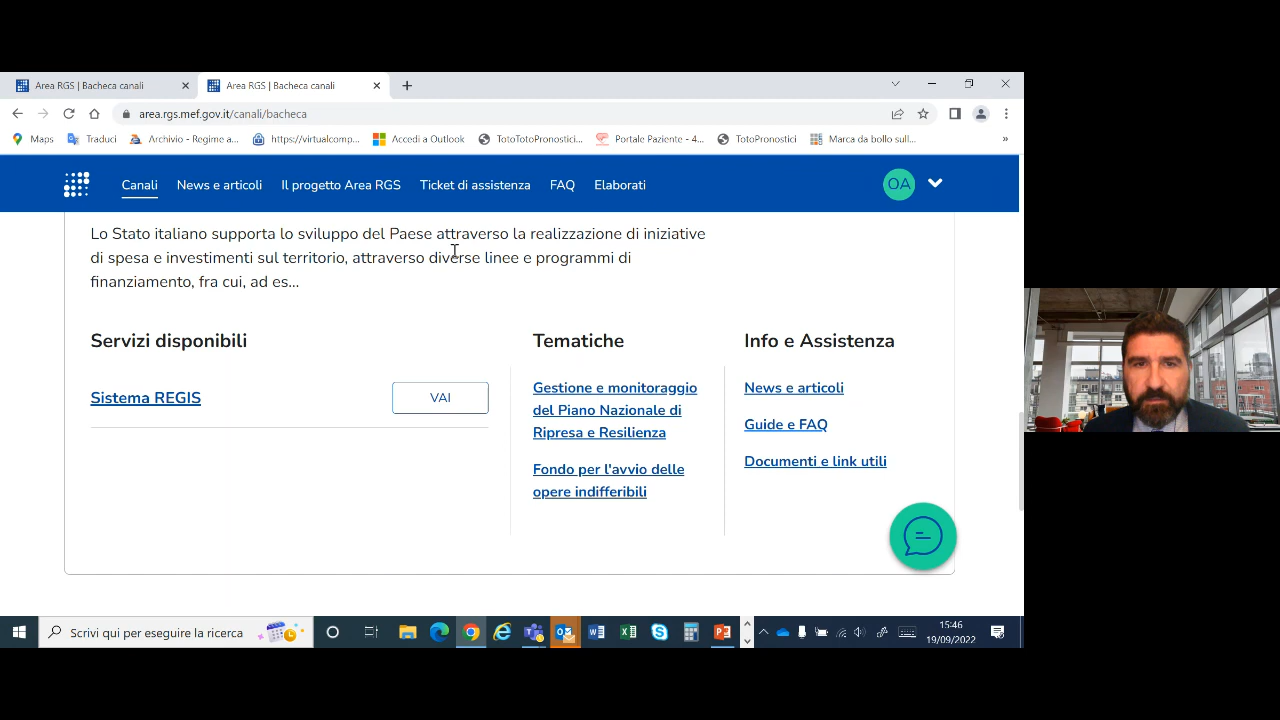 Area RGS | Bacheca canali
Area RGS | Bacheca canali
area.rgs.mef.gov.it/canali/bacheca
Maps
Traduci
Archivio - Regime a...
https://virtualcomp...
Accedi a Outlook
TotoTotoPronostici...
Portale Paziente - 4...
TotoPronostici
Marca da bollo sull...
»
Canali
News e articoli
Il progetto Area RGS
Ticket di assistenza
FAQ
Elaborati
OA
Lo Stato italiano supporta lo sviluppo del Paese attraverso la realizzazione di iniziative
di spesa e investimenti sul territorio, attraverso diverse linee e programmi di
finanziamento, fra cui, ad es...
Servizi disponibili
Sistema REGIS
VAI
Tematiche
Gestione e monitoraggio
del Piano Nazionale di
Ripresa e Resilienza
Fondo per l'avvio delle
opere indifferibili
Info e Assistenza
News e articoli
Guide e FAQ
Documenti e link utili
Scrivi qui per eseguire la ricerca
15:46
19/09/2022